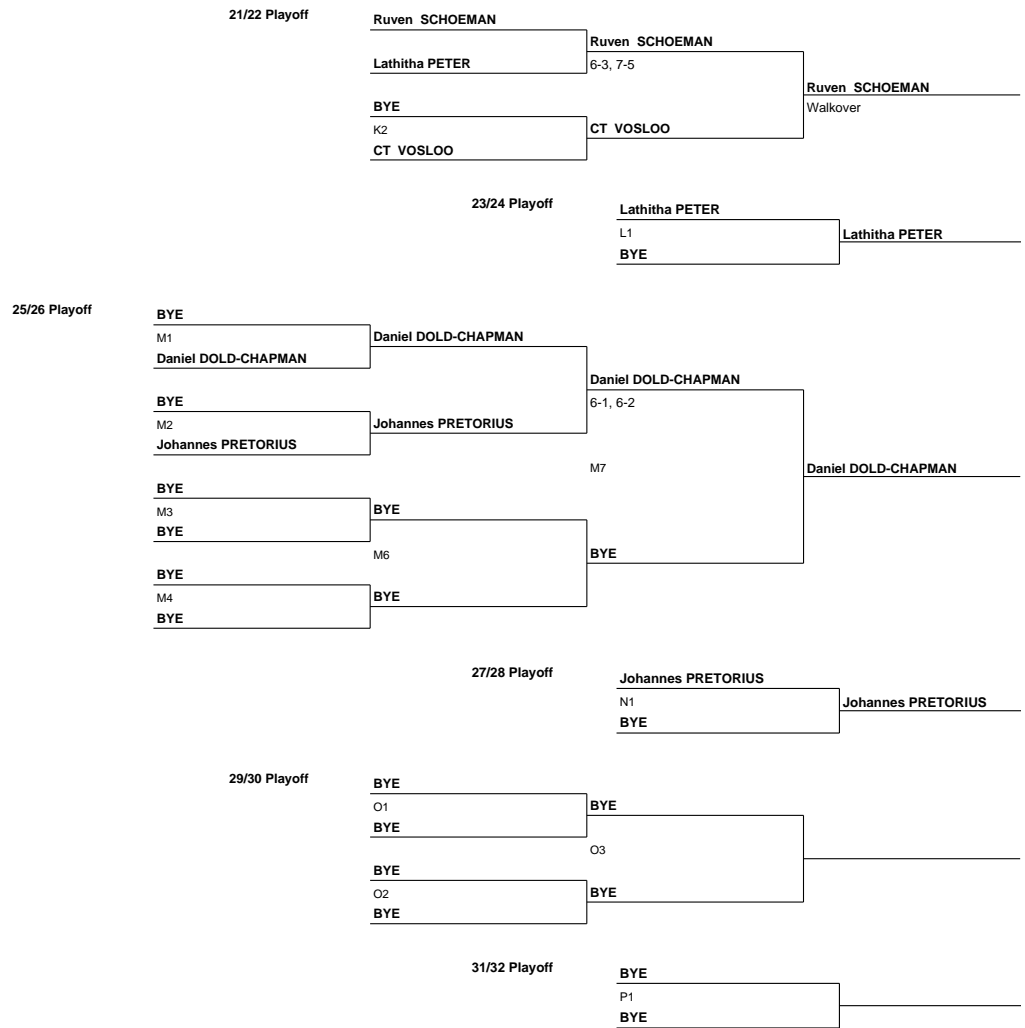 21/22 Playoff
Ruven SCHOEMAN
Ruven SCHOEMAN
Lathitha PETER
6-3, 7-5
Ruven SCHOEMAN
BYE
Walkover
K2
CT VOSLOO
CT VOSLOO
23/24 Playoff
Lathitha PETER
L1
Lathitha PETER
BYE
25/26 Playoff
BYE
M1
Daniel DOLD-CHAPMAN
Daniel DOLD-CHAPMAN
Daniel DOLD-CHAPMAN
BYE
6-1, 6-2
M2
Johannes PRETORIUS
Johannes PRETORIUS
M7
Daniel DOLD-CHAPMAN
BYE
M3
BYE
BYE
M6
BYE
BYE
M4
BYE
BYE
27/28 Playoff
Johannes PRETORIUS
N1
Johannes PRETORIUS
BYE
29/30 Playoff
BYE
O1
BYE
BYE
O3
BYE
O2
BYE
BYE
31/32 Playoff
BYE
P1
BYE